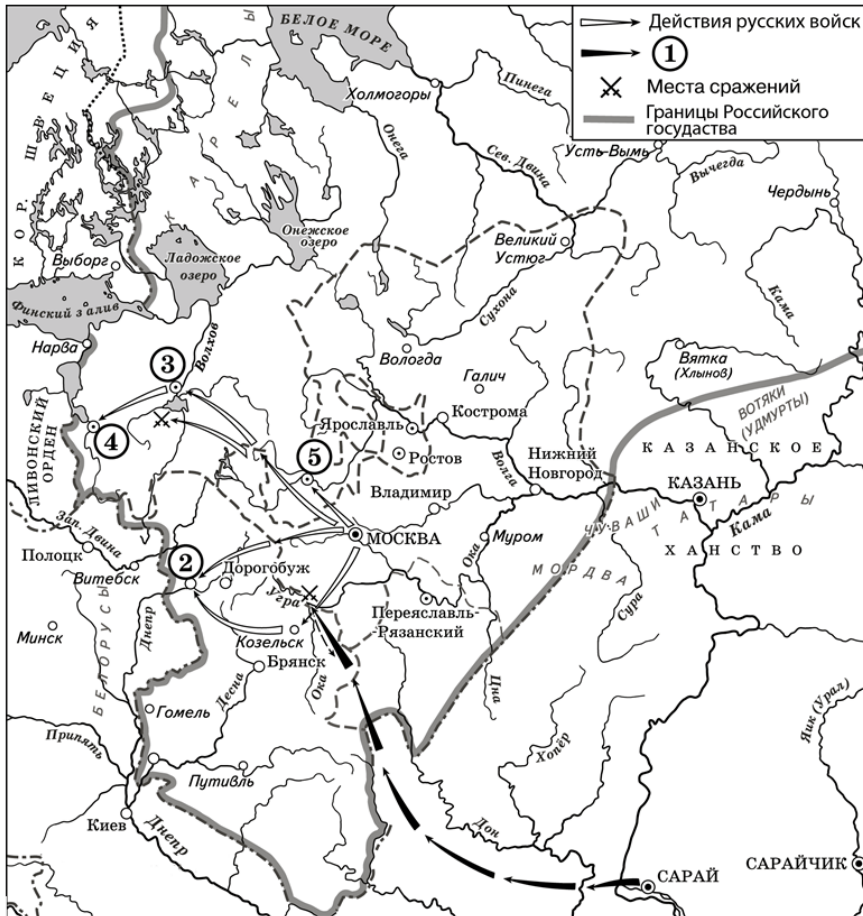 БЕЛОЕ МОРЕ
Действия русских войск
1
Места сражений
Границы Российского
государства
КОР. ШВЕЦИЯ
КАРЕЛЫ
Холмогоры
Пинега
Онега
Сев. Двина
Усть-Вымь
Вычегда
Чердынь
Онежское
озеро
Ладожское
озеро
Великий
Устюг
Выборг
Финский залив
Сухона
Кама
Нарва
Волхов
3
Вологда
Галич
Вятка
(Хлынов)
ВОТЯКИ
(УДМУРТЫ)
ЛИВОНСКИЙ
ОРДЕН
4
Ярославль
Кострома
5
Ростов
Волга
Нижний
Новгород
КАЗАНСКОЕ
Владимир
КАЗАНЬ
Зап. Двина
МОСКВА
Ока
Муром
ЧУВАШИ
ТАТАРЫ
Кама
ХАНСТВО
Полоцк
2
Витебск
Дорогобуж
МОРДВА
Угра
Переяславль-
Рязанский
Сура
Минск
БЕЛОРУСЫ
Днепр
Козельск
Брянск
Ока
Цна
Десна
Гомель
Хопёр
Яик (Урал)
Припять
Путивль
Киев
Днепр
Дон
САРАЙ
САРАЙЧИК